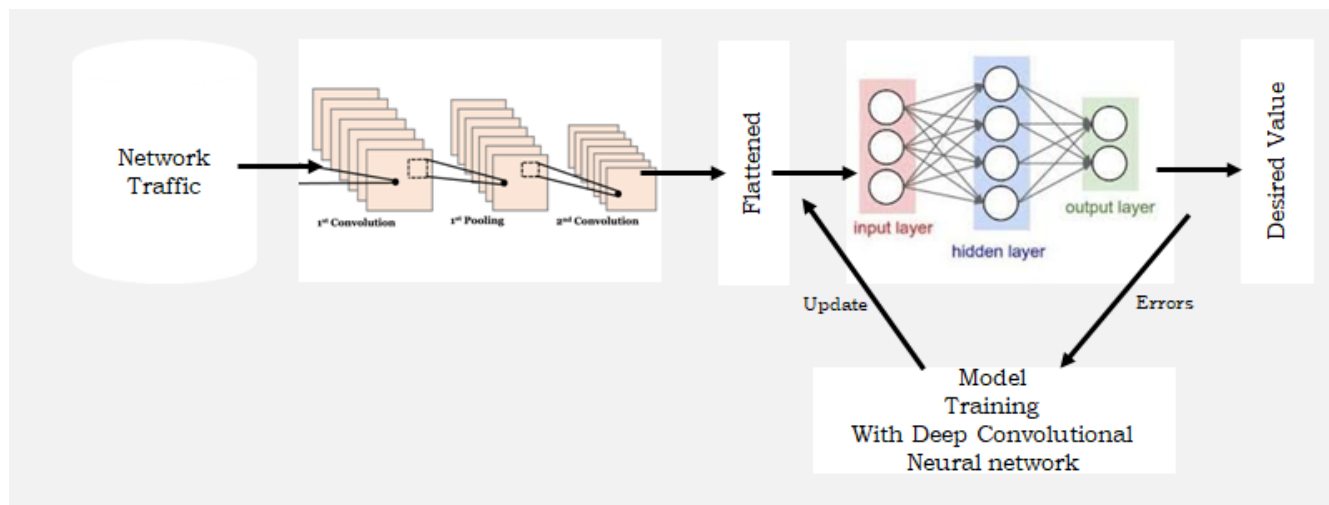 Network
Traffic
1st Convolution
1st Pooling
2nd Convolution
Flattened
input layer
hidden layer
output layer
Desired Value
Update
Errors
Model
Training
With Deep Convolutional
Neural network